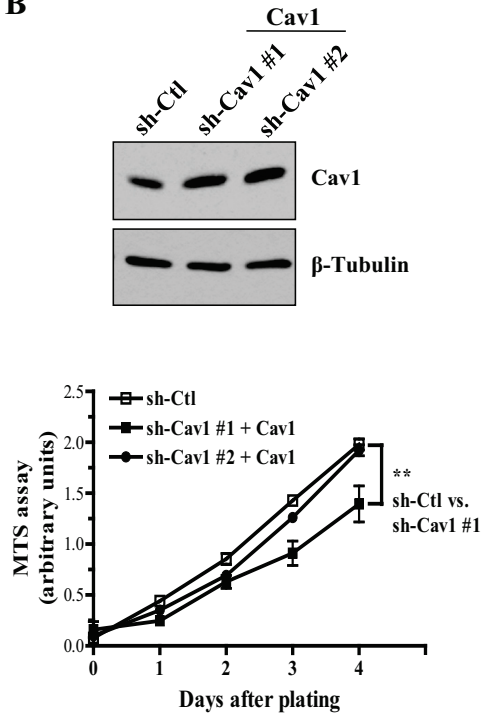 B
Cav1
sh-Ctl
sh-Cav1 #1
sh-Cav1 #2
Cav1
β-Tubulin
2.5
2.0
1.5
1.0
0.5
0.0
MTS assay
(arbitrary units)
sh-Ctl
sh-Cav1 #1 + Cav1
sh-Cav1 #2 + Cav1
**
sh-Ctl vs.
sh-Cav1 #1
0 1 2 3 4
Days after plating